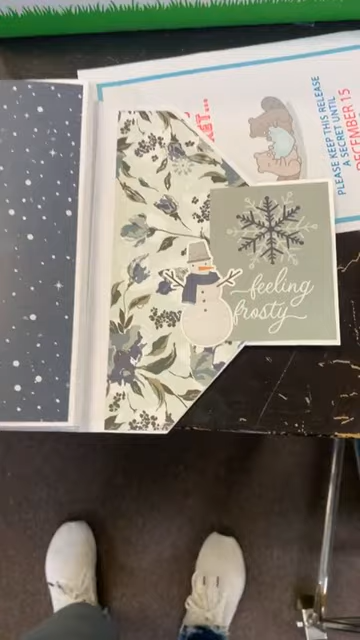 feeling
frosty
PLEASE KEEP THIS RELEASE
A SECRET UNTIL
DECEMBER 15